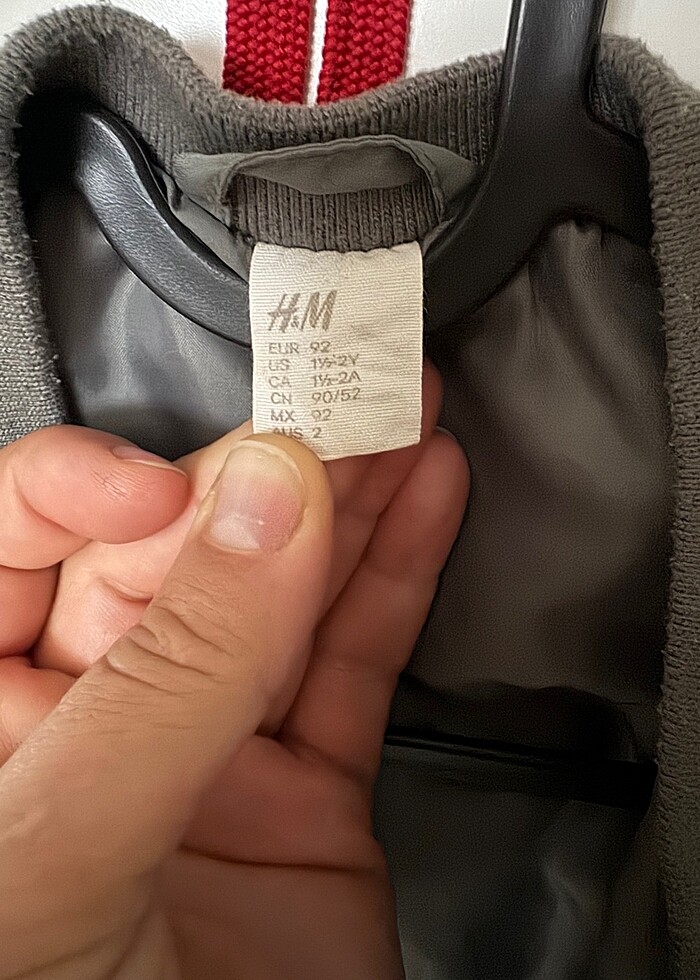 H&M
EUR 92
US 1½-2Y
CA 1½-2A
CN 90/52
MX 92
AUS 2